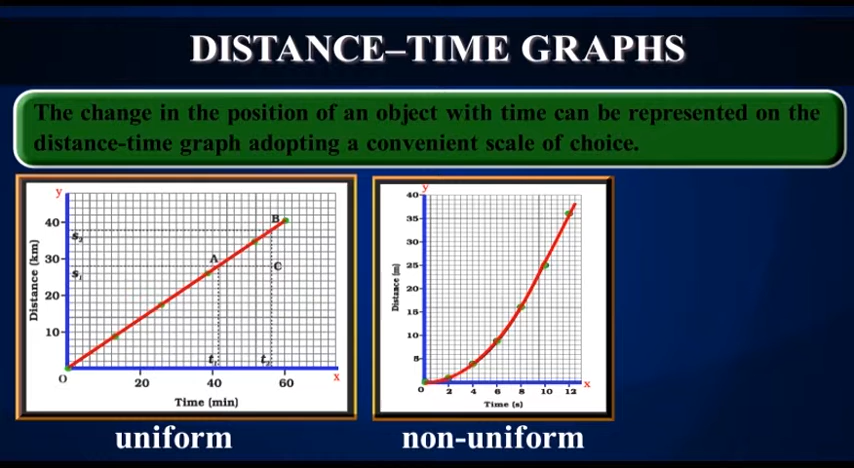 DISTANCE–TIME GRAPHS
The change in the position of an object with time can be represented on the
distance-time graph adopting a convenient scale of choice.
y
40
30
20
10
Distance (km)
s₂
s₁
A
B
C
t₁
t₂
O
20
40
60
x
Time (min)
y
40
35
30
25
20
15
10
5
Distance (m)
0
2
4
6
8
10
12
x
Time (s)
uniform
non-uniform